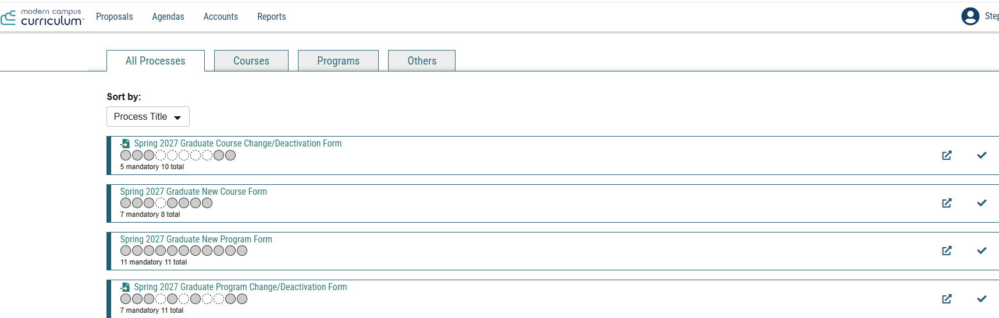 modern campus
curriculum™
Proposals
Agendas
Accounts
Reports
Step
All Processes
Courses
Programs
Others
Sort by:
Process Title
Spring 2027 Graduate Course Change/Deactivation Form
5 mandatory 10 total
Spring 2027 Graduate New Course Form
7 mandatory 8 total
Spring 2027 Graduate New Program Form
11 mandatory 11 total
Spring 2027 Graduate Program Change/Deactivation Form
7 mandatory 11 total